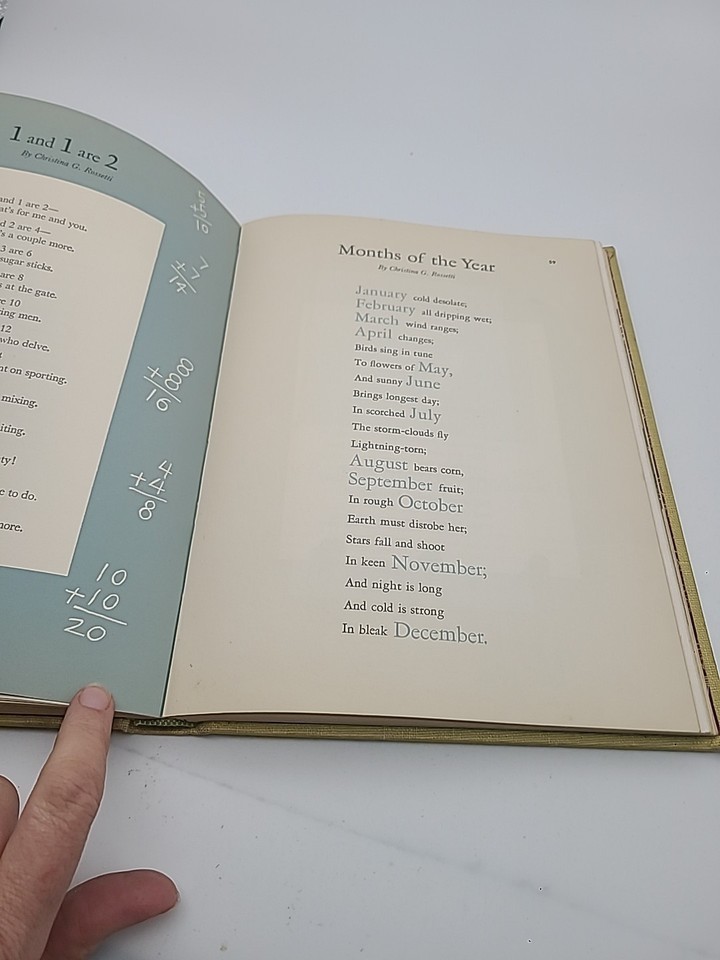 1 and 1 are 2
By Christina G. Rossetti
and 1 are 2—
at's for me and you.
d 2 are 4—
's a couple more.
3 are 6
sugar sticks.
are 8
s at the gate.
re 10
ing men.
12
who delve.
nt on sporting.
mixing.
iting.
ty!
e to do.
ore.
4
+4
8
10
+10
20
Months of the Year
By Christina G. Rossetti
59
January cold desolate;
February all dripping wet;
March wind ranges;
April changes;
Birds sing in tune
To flowers of May,
And sunny June
Brings longest day;
In scorched July
The storm-clouds fly
Lightning-torn;
August bears corn,
September fruit;
In rough October
Earth must disrobe her;
Stars fall and shoot
In keen November;
And night is long
And cold is strong
In bleak December.